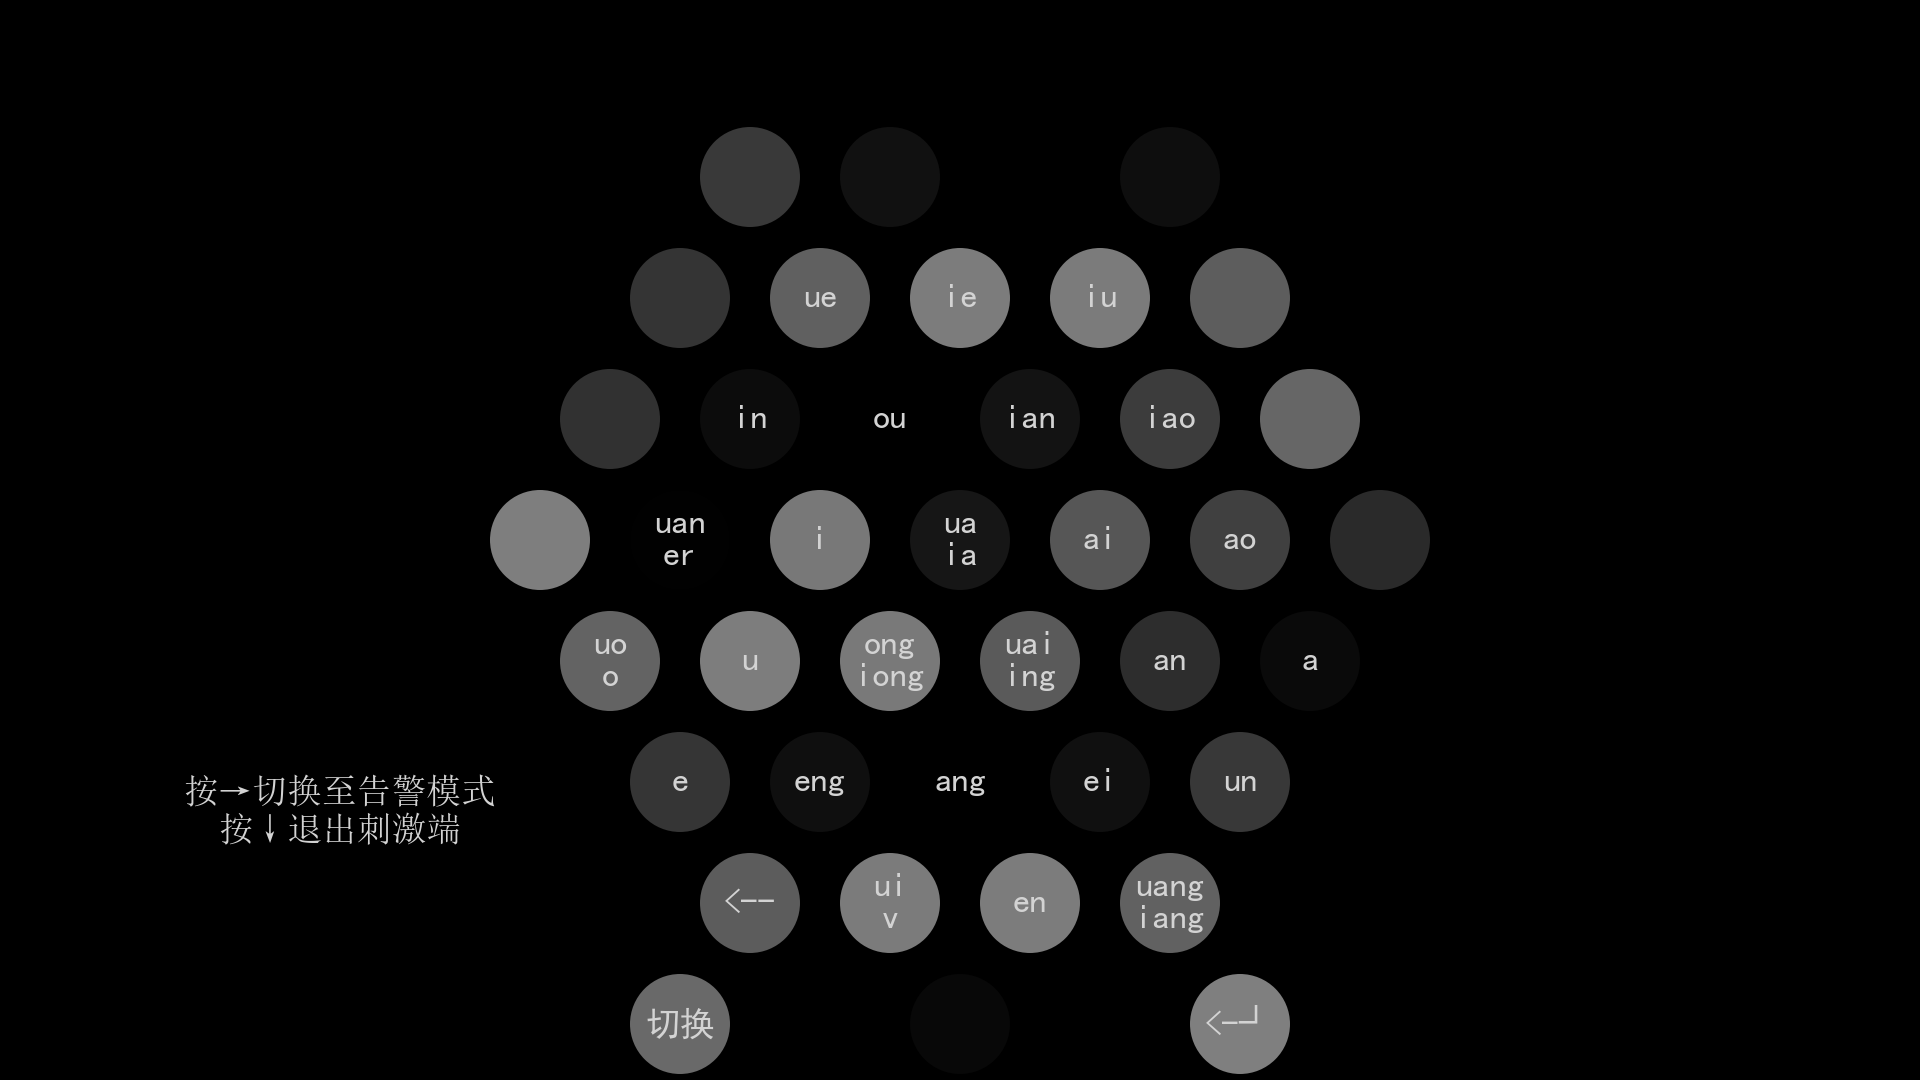 ue ie iu
in ou ian iao
uan
er
i
ua
ia
ai ao
uo
o
u
ong
iong
uai
ing
an a
e eng ang ei un
按→切换至告警模式
按↓退出刺激端
<--
ui
v
en
uang
iang
切换
<-┘